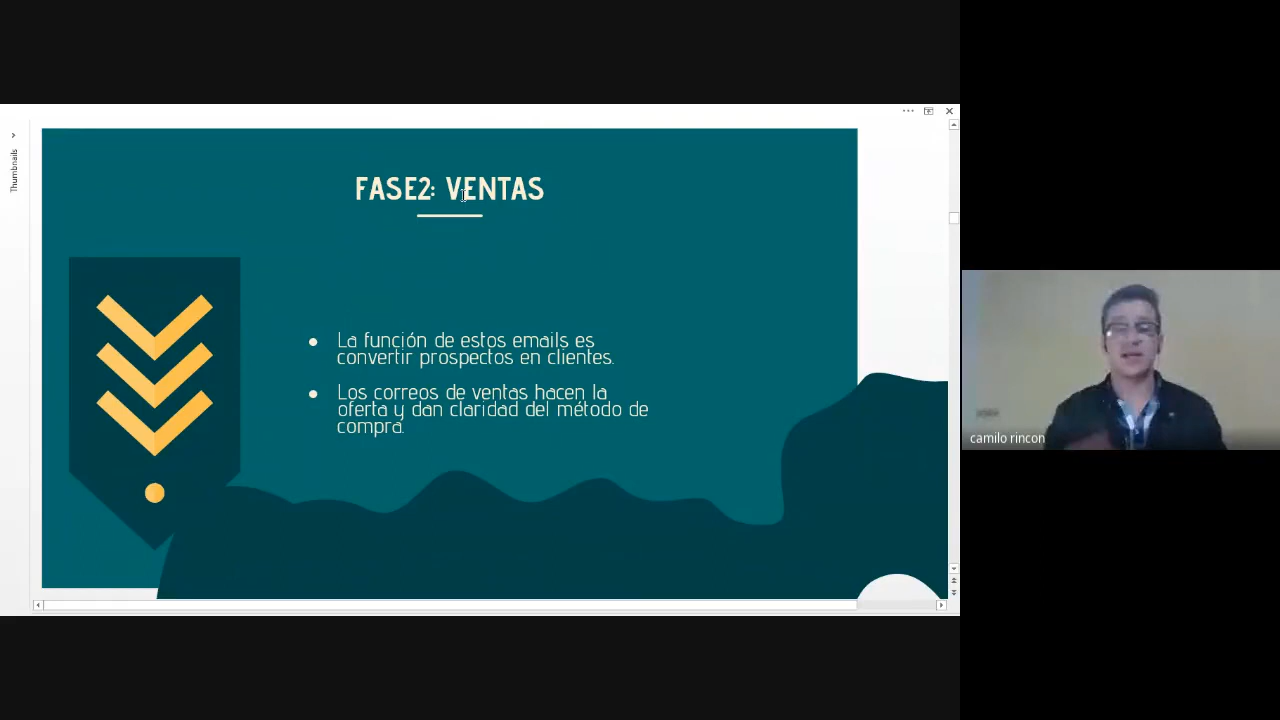 Thumbnails
FASE2: VENTAS
La función de estos emails es
convertir prospectos en clientes.
Los correos de ventas hacen la
oferta y dan claridad del método de
compra.
camilo rincon